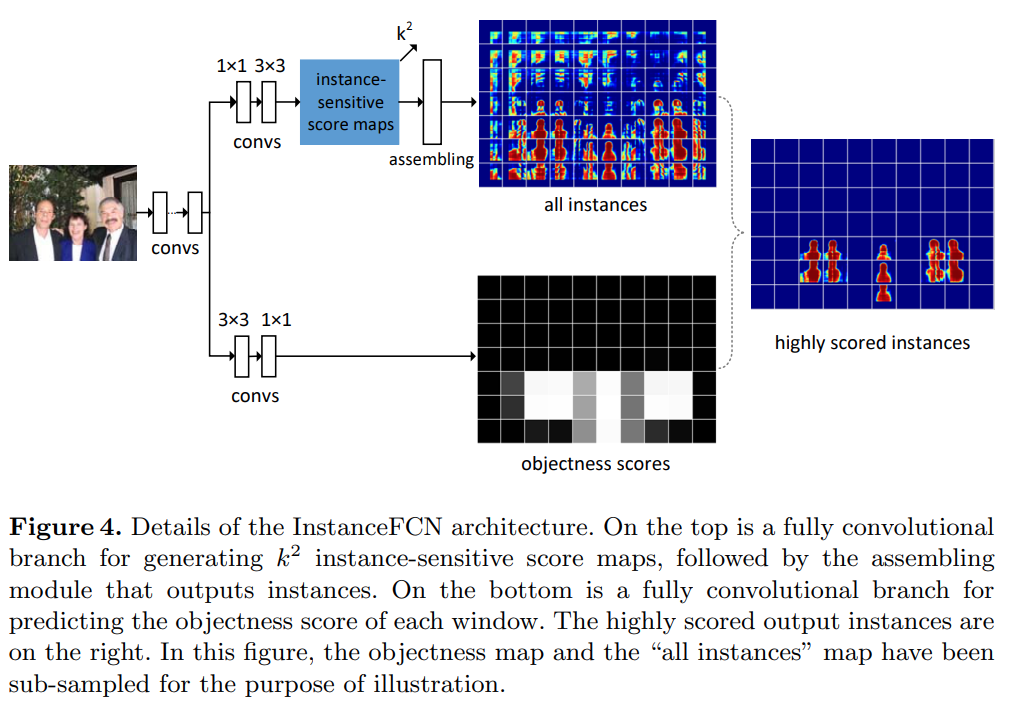 k²
1×1 3×3
instance-
sensitive
score maps
convs
assembling
all instances
convs
3×3 1×1
convs
highly scored instances
objectness scores
Figure 4. Details of the InstanceFCN architecture. On the top is a fully convolutional
branch for generating k² instance-sensitive score maps, followed by the assembling
module that outputs instances. On the bottom is a fully convolutional branch for
predicting the objectness score of each window. The highly scored output instances are
on the right. In this figure, the objectness map and the “all instances” map have been
sub-sampled for the purpose of illustration.